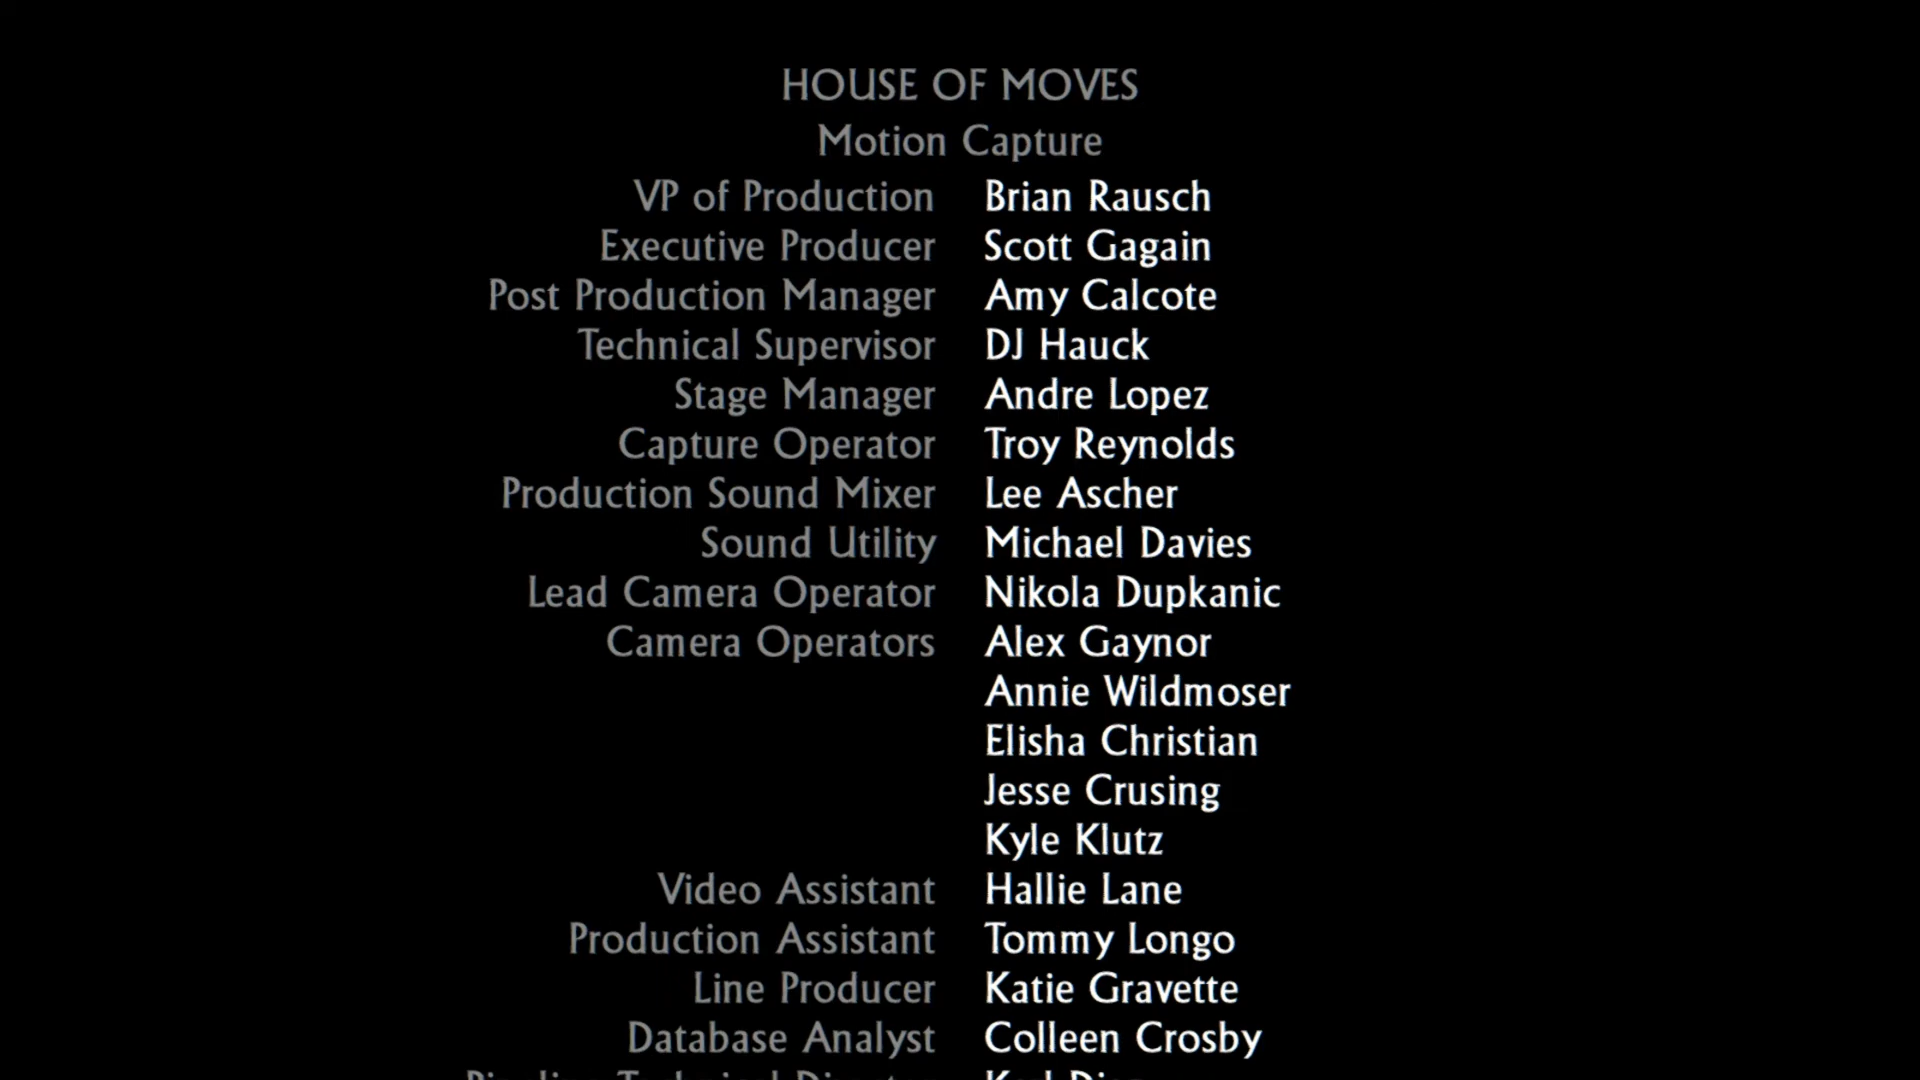 HOUSE OF MOVES
Motion Capture
VP of Production Brian Rausch
Executive Producer Scott Gagain
Post Production Manager Amy Calcote
Technical Supervisor DJ Hauck
Stage Manager Andre Lopez
Capture Operator Troy Reynolds
Production Sound Mixer Lee Ascher
Sound Utility Michael Davies
Lead Camera Operator Nikola Dupkanic
Camera Operators Alex Gaynor
Annie Wildmoser
Elisha Christian
Jesse Crusing
Kyle Klutz
Video Assistant Hallie Lane
Production Assistant Tommy Longo
Line Producer Katie Gravette
Database Analyst Colleen Crosby